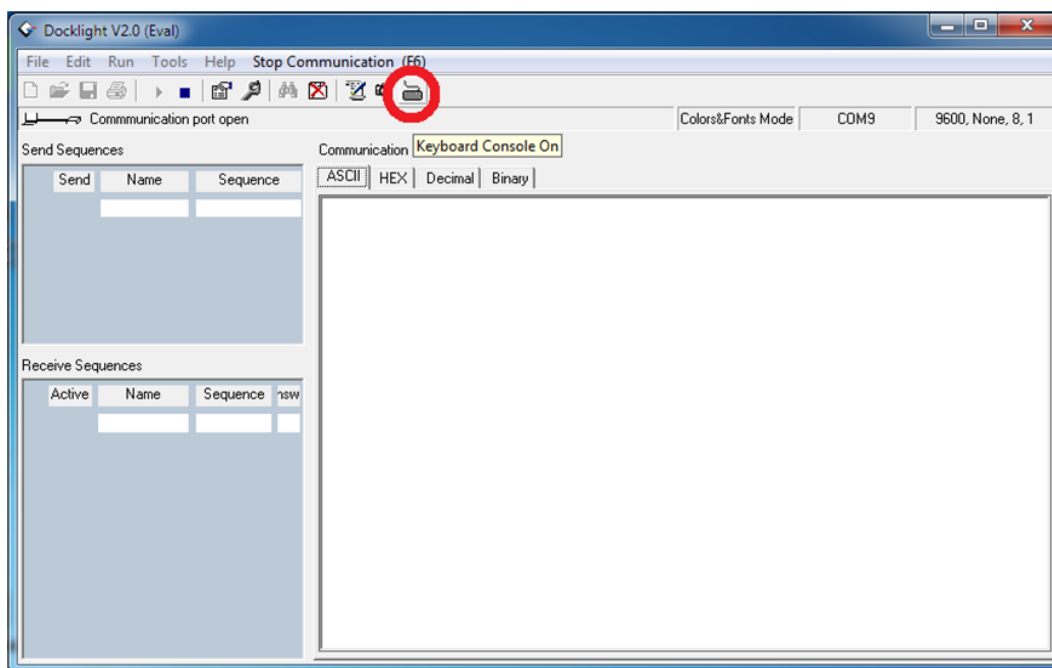 Docklight V2.0 (Eval)
File Edit Run Tools Help Stop Communication (F6)
Commmunication port open
Colors&Fonts Mode
COM9
9600, None, 8, 1
Send Sequences
Send Name Sequence
Communication
Keyboard Console On
ASCII HEX Decimal Binary
Receive Sequences
Active Name Sequence nsw